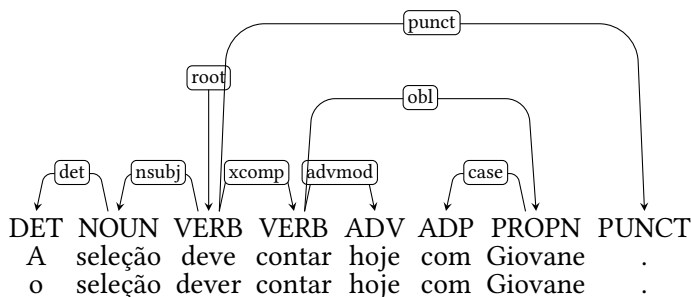 punct
root
obl
det nsubj xcomp advmod case
DET NOUN VERB VERB ADV ADP PROPN PUNCT
A seleção deve contar hoje com Giovane .
o seleção dever contar hoje com Giovane .